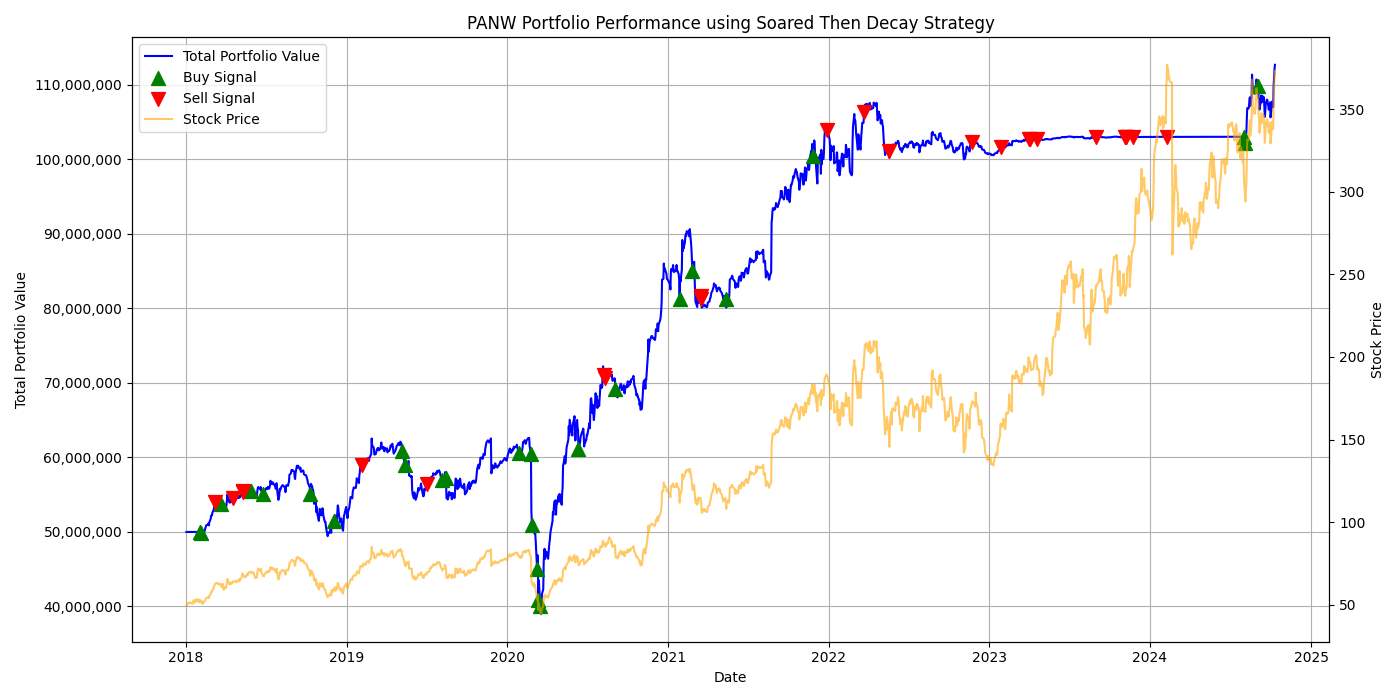 PANW Portfolio Performance using Soared Then Decay Strategy
Total Portfolio Value
Buy Signal
Sell Signal
Stock Price
110,000,000
100,000,000
90,000,000
80,000,000
70,000,000
60,000,000
50,000,000
40,000,000
Total Portfolio Value
350
300
250
200
150
100
50
Stock Price
2018 2019 2020 2021 2022 2023 2024 2025
Date